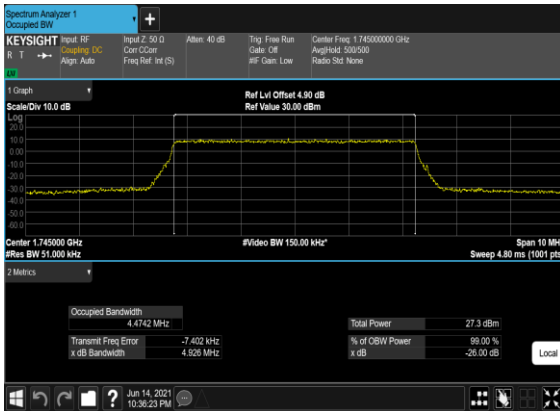 Spectrum Analyzer 1
Occupied BW
KEYSIGHT Input: RF Input Z: 50 Ω Atten: 40 dB Trig: Free Run Center Freq: 1.745000000 GHz
R T Coupling: DC Corr CCorr Gate: Off Avg|Hold: 500/500
Align: Auto Freq Ref: Int (S) #IF Gain: Low Radio Std: None
LW
1 Graph
Ref Lvl Offset 4.90 dB
Scale/Div 10.0 dB Ref Value 30.00 dBm
Log
20.0
10.0
0.00
-10.0
-20.0
-30.0
-40.0
-50.0
-60.0
Center 1.745000 GHz #Video BW 150.00 kHz* Span 10 MH
#Res BW 51.000 kHz Sweep 4.80 ms (1001 pts
2 Metrics
Occupied Bandwidth
4.4742 MHz
Total Power 27.3 dBm
Transmit Freq Error -7.402 kHz % of OBW Power 99.00 %
x dB Bandwidth 4.926 MHz x dB -26.00 dB
Local
?
Jun 14, 2021
10:36:23 PM